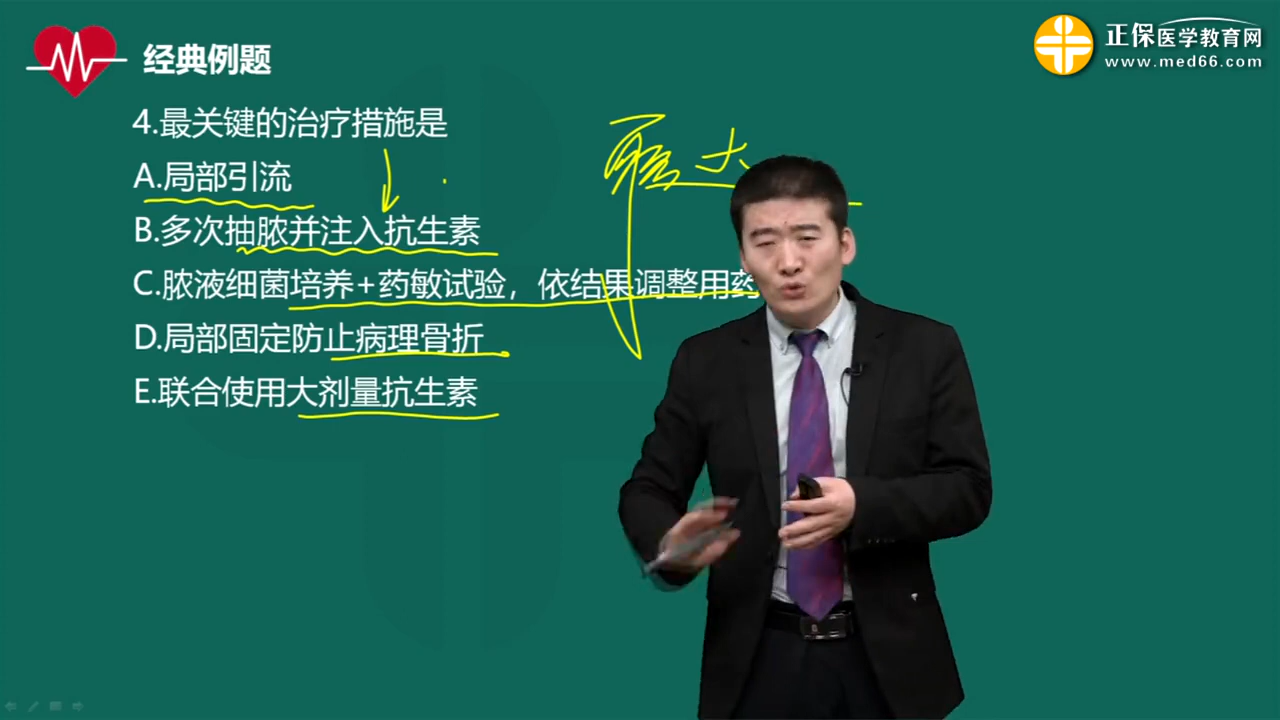 正保医学教育网
www.med66.com
经典例题
4.最关键的治疗措施是
A.局部引流
B.多次抽脓并注入抗生素
C.脓液细菌培养+药敏试验，依结果调整用药
D.局部固定防止病理骨折
E.联合使用大剂量抗生素